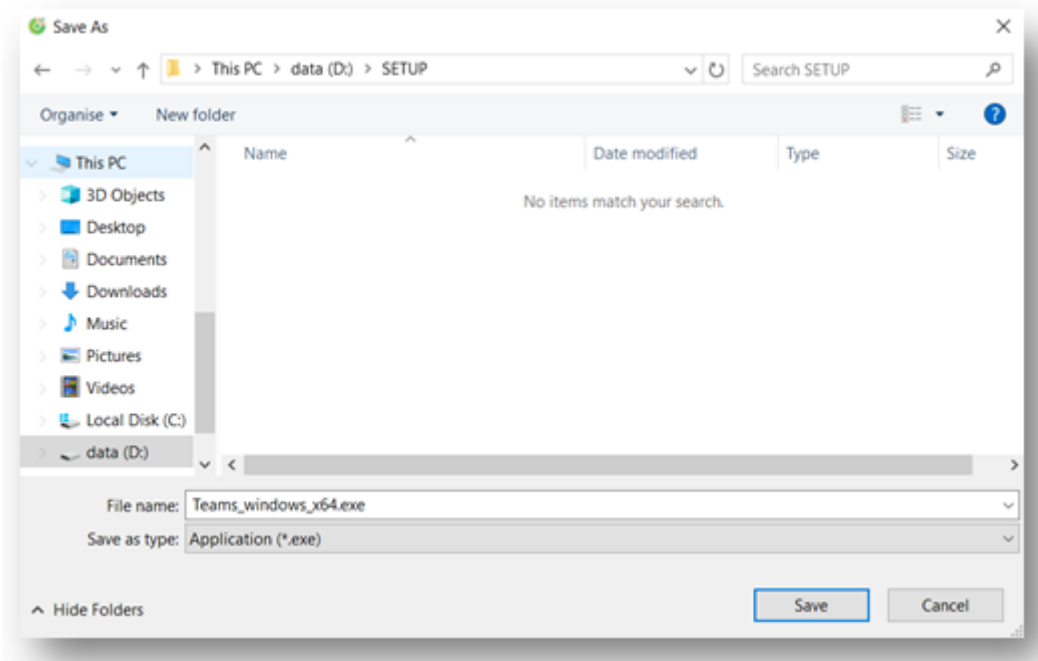 Save As
This PC > data (D:) > SETUP
Search SETUP
Organise
New folder
Name
Date modified
Type
Size
No items match your search.
This PC
3D Objects
Desktop
Documents
Downloads
Music
Pictures
Videos
Local Disk (C:)
data (D:)
File name: Teams_windows_x64.exe
Save as type: Application (*.exe)
Hide Folders
Save
Cancel